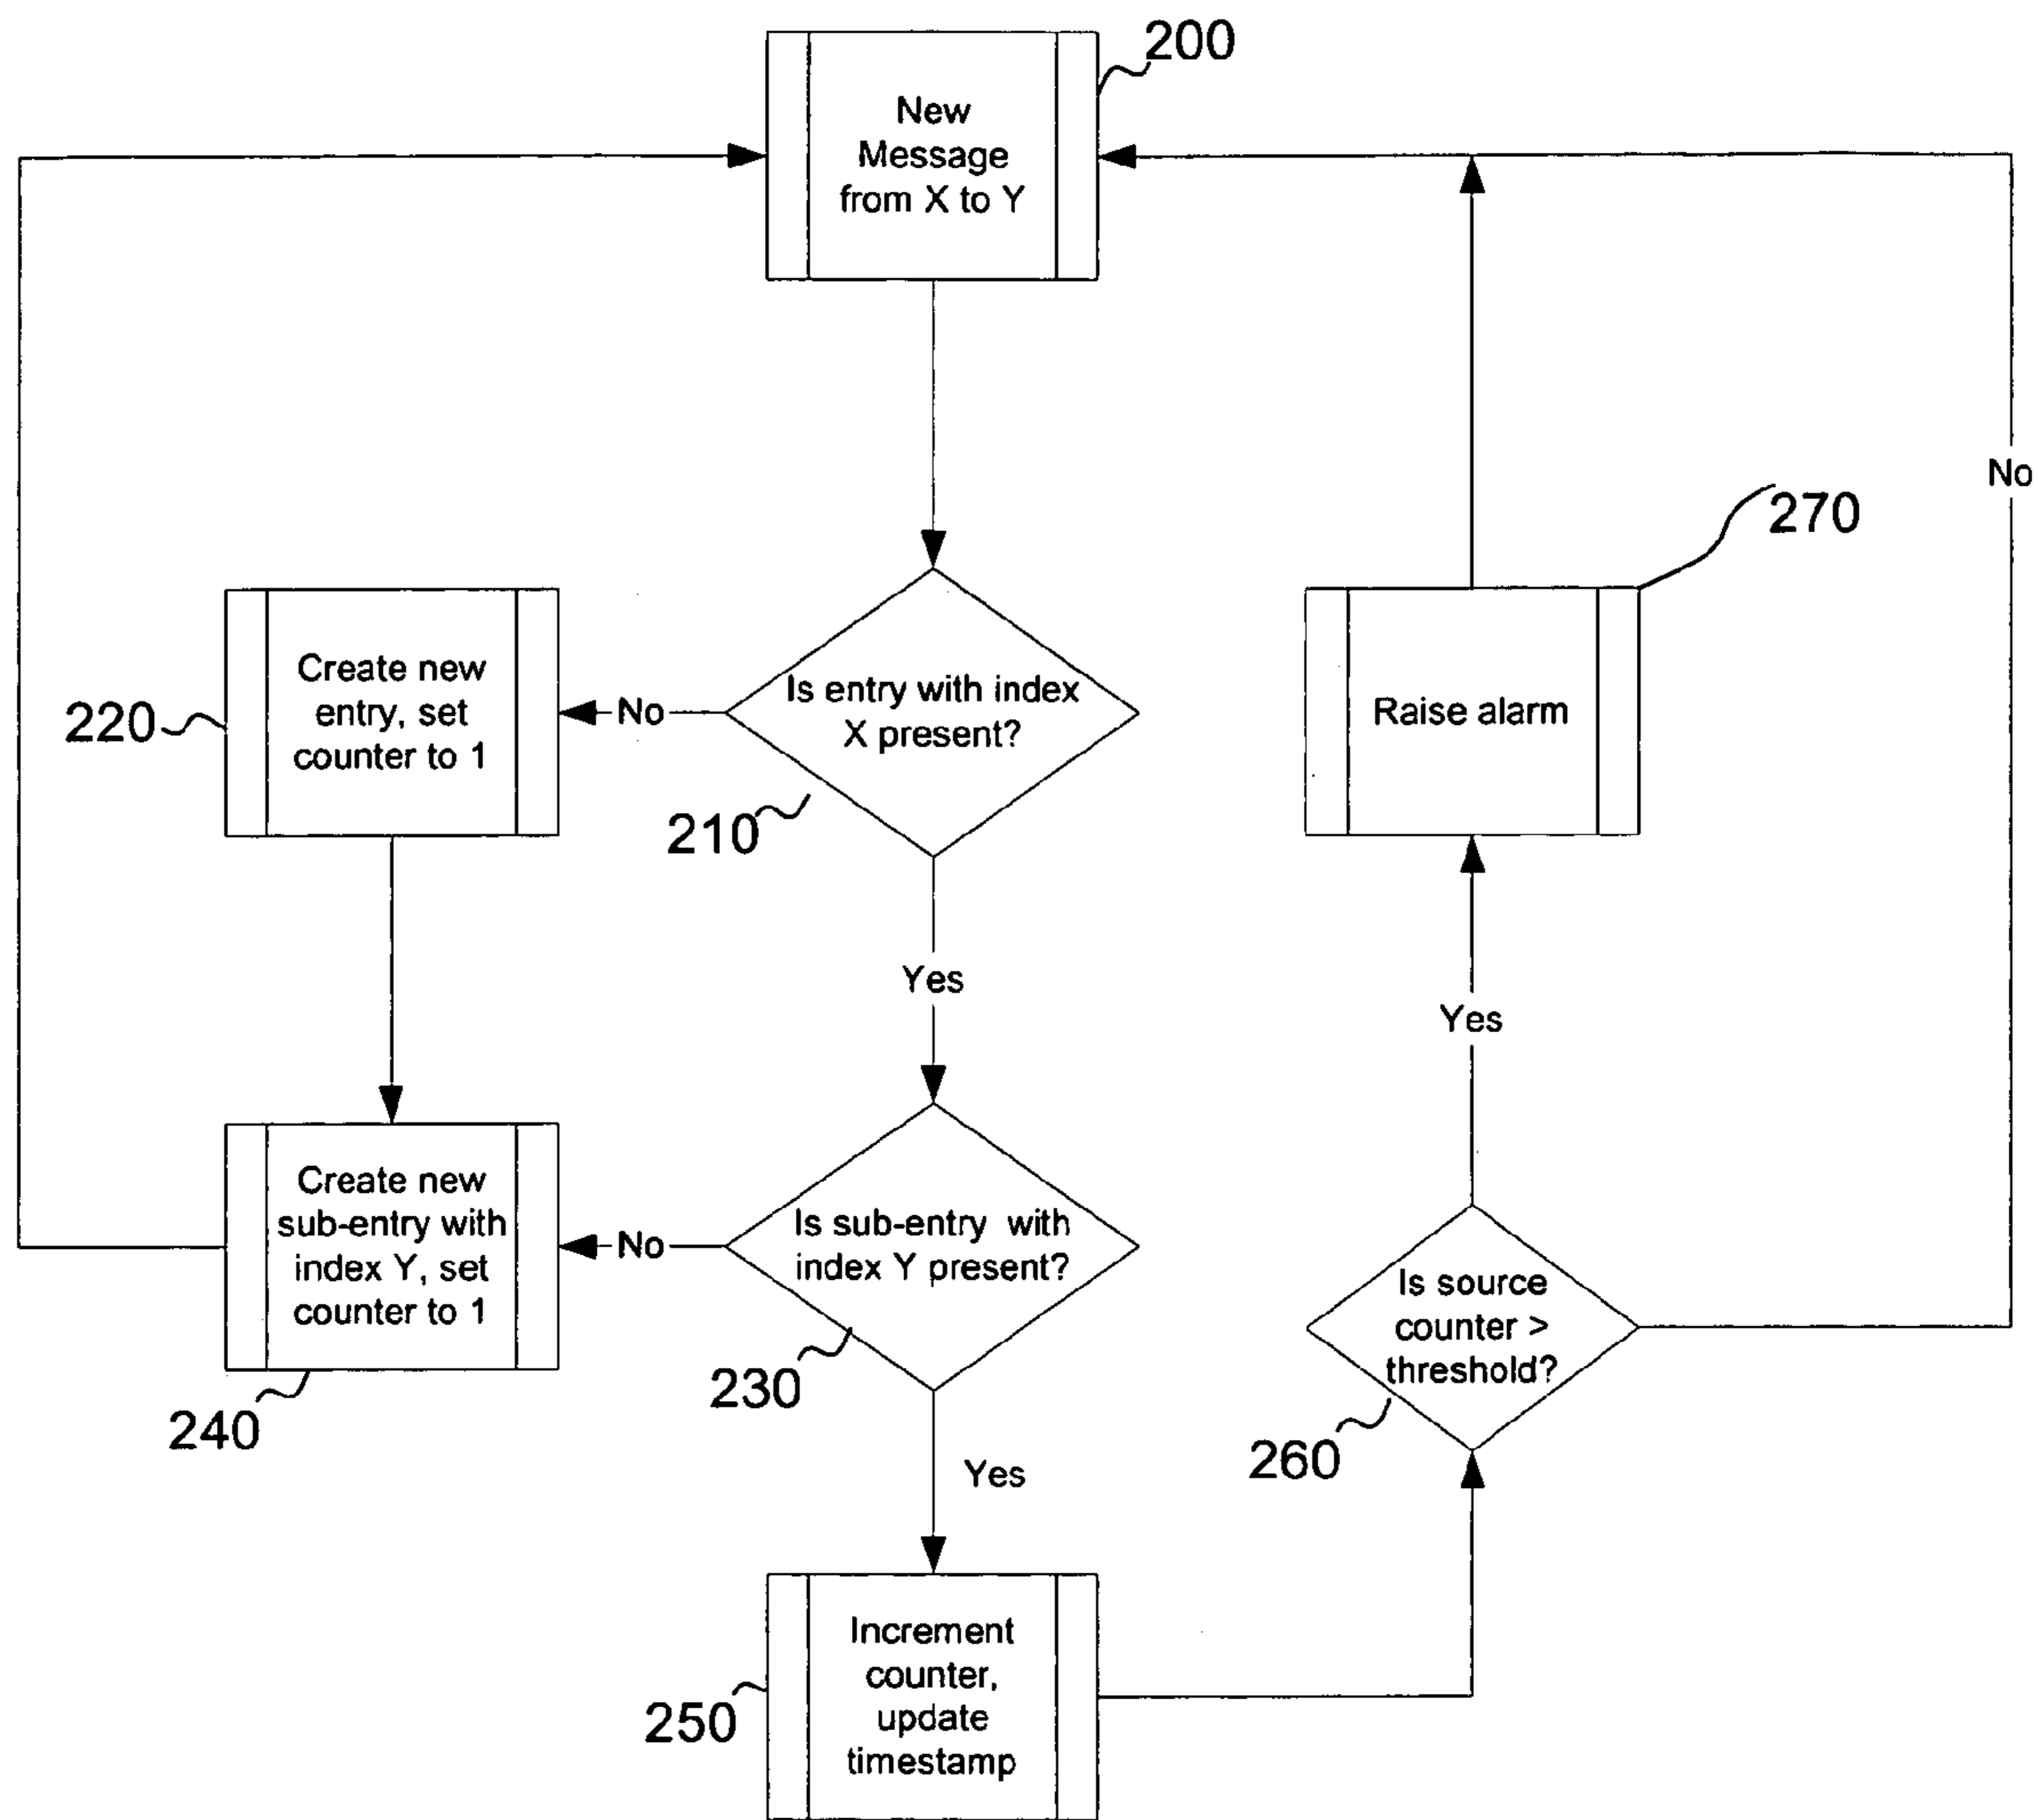 200
New
Message
from X to Y
No
270
Create new
entry, set
counter to 1
220
No
Is entry with index
X present?
210
Raise alarm
Yes
Yes
Create new
sub-entry with
index Y, set
counter to 1
240
No
Is sub-entry with
index Y present?
230
Is source
counter >
threshold?
260
Yes
Increment
counter,
update
timestamp
250